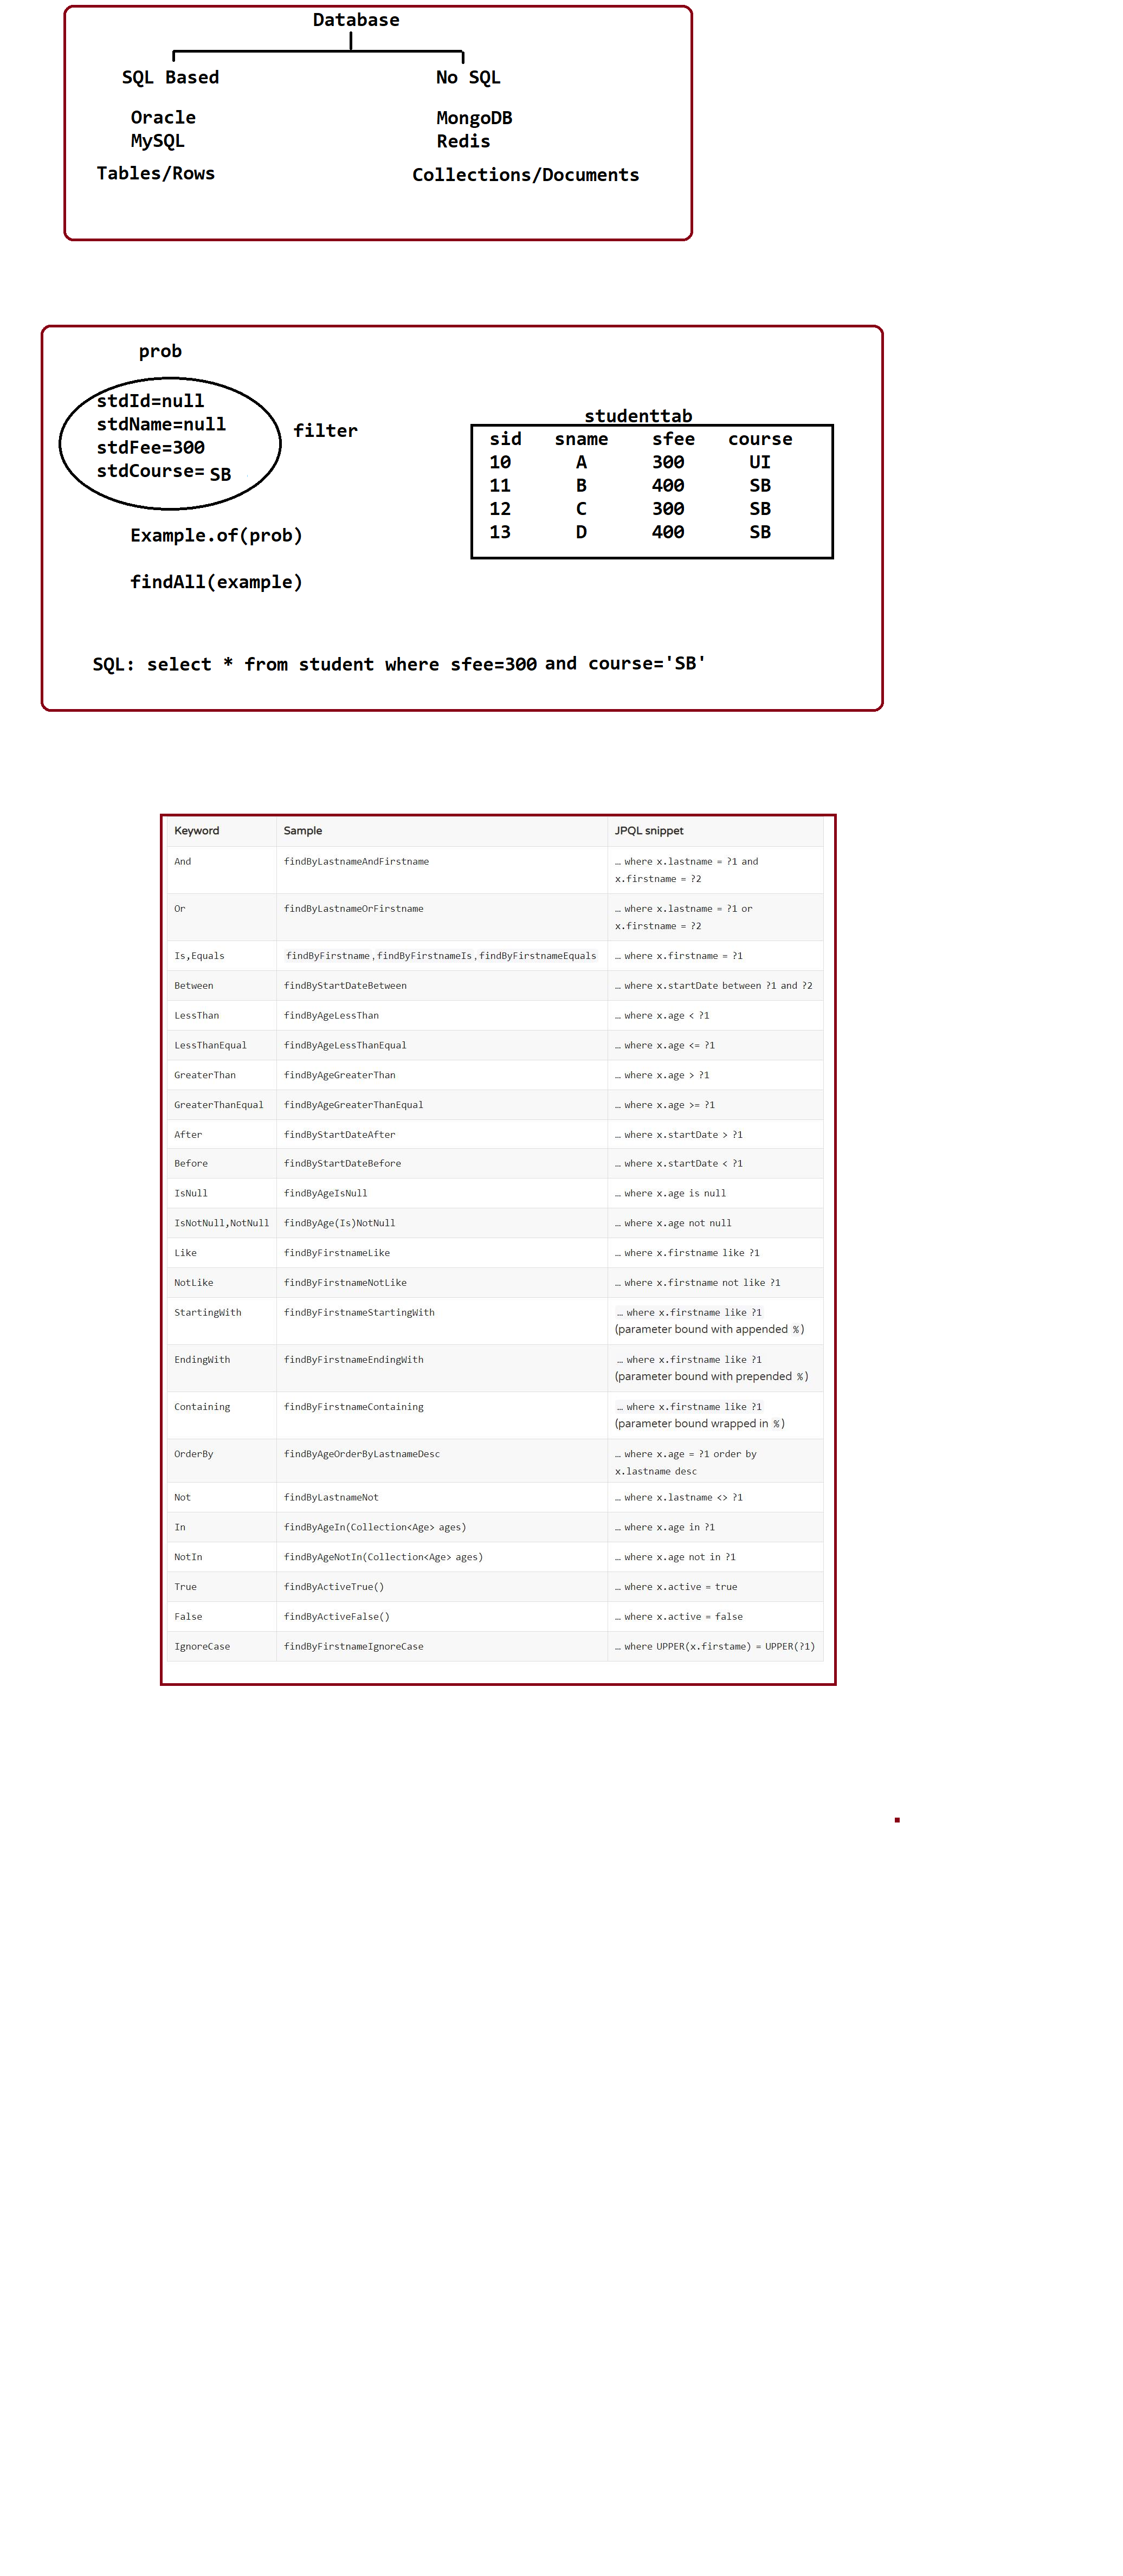 Database
SQL Based No SQL
Oracle MongoDB
MySQL Redis
Tables/Rows Collections/Documents
prob
stdId=null
stdName=null
stdFee=300
stdCourse= SB
filter
Example.of(prob)
findAll(example)
studenttab
sid sname sfee course
10 A 300 UI
11 B 400 SB
12 C 300 SB
13 D 400 SB
SQL: select * from student where sfee=300 and course='SB'
Keyword Sample JPQL snippet
And findByLastnameAndFirstname … where x.lastname = ?1 and
x.firstname = ?2
Or findByLastnameOrFirstname … where x.lastname = ?1 or
x.firstname = ?2
Is,Equals findByFirstname,findByFirstnameIs,findByFirstnameEquals … where x.firstname = ?1
Between findByStartDateBetween … where x.startDate between ?1 and ?2
LessThan findByAgeLessThan … where x.age < ?1
LessThanEqual findByAgeLessThanEqual … where x.age <= ?1
GreaterThan findByAgeGreaterThan … where x.age > ?1
GreaterThanEqual findByAgeGreaterThanEqual … where x.age >= ?1
After findByStartDateAfter … where x.startDate > ?1
Before findByStartDateBefore … where x.startDate < ?1
IsNull findByAgeIsNull … where x.age is null
IsNotNull,NotNull findByAge(Is)NotNull … where x.age not null
Like findByFirstnameLike … where x.firstname like ?1
NotLike findByFirstnameNotLike … where x.firstname not like ?1
StartingWith findByFirstnameStartingWith … where x.firstname like ?1
(parameter bound with appended %)
EndingWith findByFirstnameEndingWith … where x.firstname like ?1
(parameter bound with prepended %)
Containing findByFirstnameContaining … where x.firstname like ?1
(parameter bound wrapped in %)
OrderBy findByAgeOrderByLastnameDesc … where x.age = ?1 order by
x.lastname desc
Not findByLastnameNot … where x.lastname <> ?1
In findByAgeIn(Collection<Age> ages) … where x.age in ?1
NotIn findByAgeNotIn(Collection<Age> ages) … where x.age not in ?1
True findByActiveTrue() … where x.active = true
False findByActiveFalse() … where x.active = false
IgnoreCase findByFirstnameIgnoreCase … where UPPER(x.firstame) = UPPER(?1)